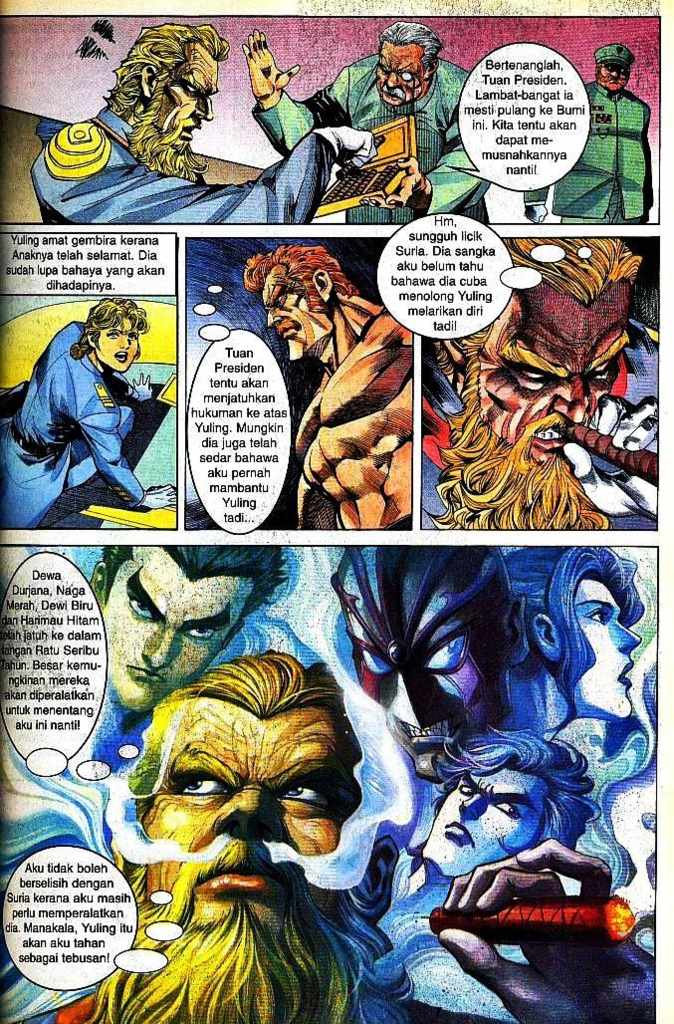 Bertenanglah,
Tuan Presiden.
Lambat-bangat ia
mesti pulang ke Bumi
ini. Kita tentu akan
dapat me-
musnahkannya
nanti!
Yuling amat gembira kerana
Anaknya telah selamat. Dia
sudah lupa bahaya yang akan
dihadapinya.
Tuan
Presiden
tentu akan
menjatuhkan
hukuman ke atas
Yuling. Mungkin
dia juga telah
sedar bahawa
aku pernah
mambantu
Yuling
tadi...
Hm,
sungguh licik
Suria. Dia sangka
aku belum tahu
bahawa dia cuba
menolong Yuling
melarikan diri
tadi!
Dewa
Durjana, Naga
Merah, Dewi Biru
dan Harimau Hitam
telah jatuh ke dalam
tangan Ratu Seribu
Tahun. Besar kemu-
ngkinan mereka
akan diperalatkan
untuk menentang
aku ini nanti!
Aku tidak boleh
berselisih dengan
Suria kerana aku masih
perlu memperalatkan
dia. Manakala, Yuling itu
akan aku tahan
sebagai tebusan!